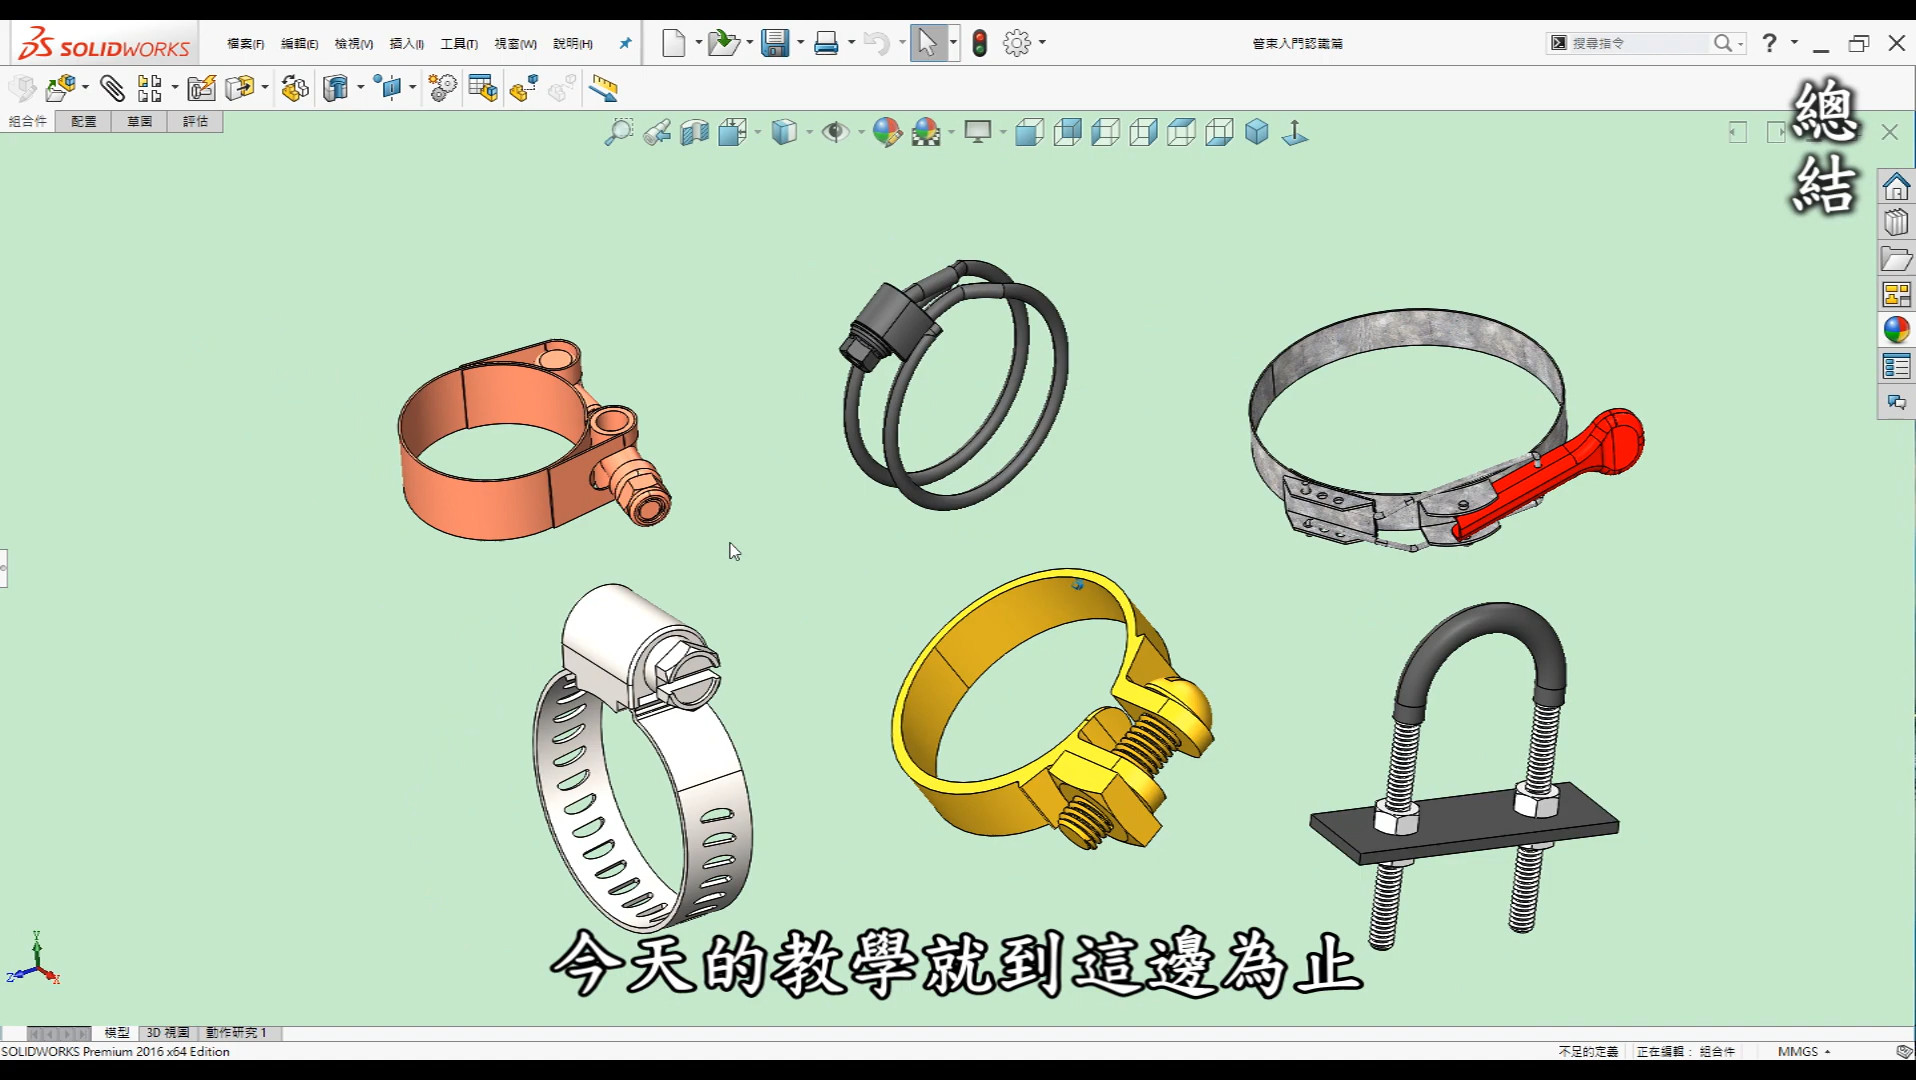 SOLIDWORKS
檔案(F) 編輯(E) 檢視(V) 插入(I) 工具(T) 視窗(W) 說明(H)
管束入門認識篇
搜尋指令
組合件 配置 草圖 評估
總結
今天的教學就到這邊為止
模型 3D 視圖 動作研究 1
SOLIDWORKS Premium 2016 x64 Edition
不足的定義 正在編輯： 組合件 MMGS